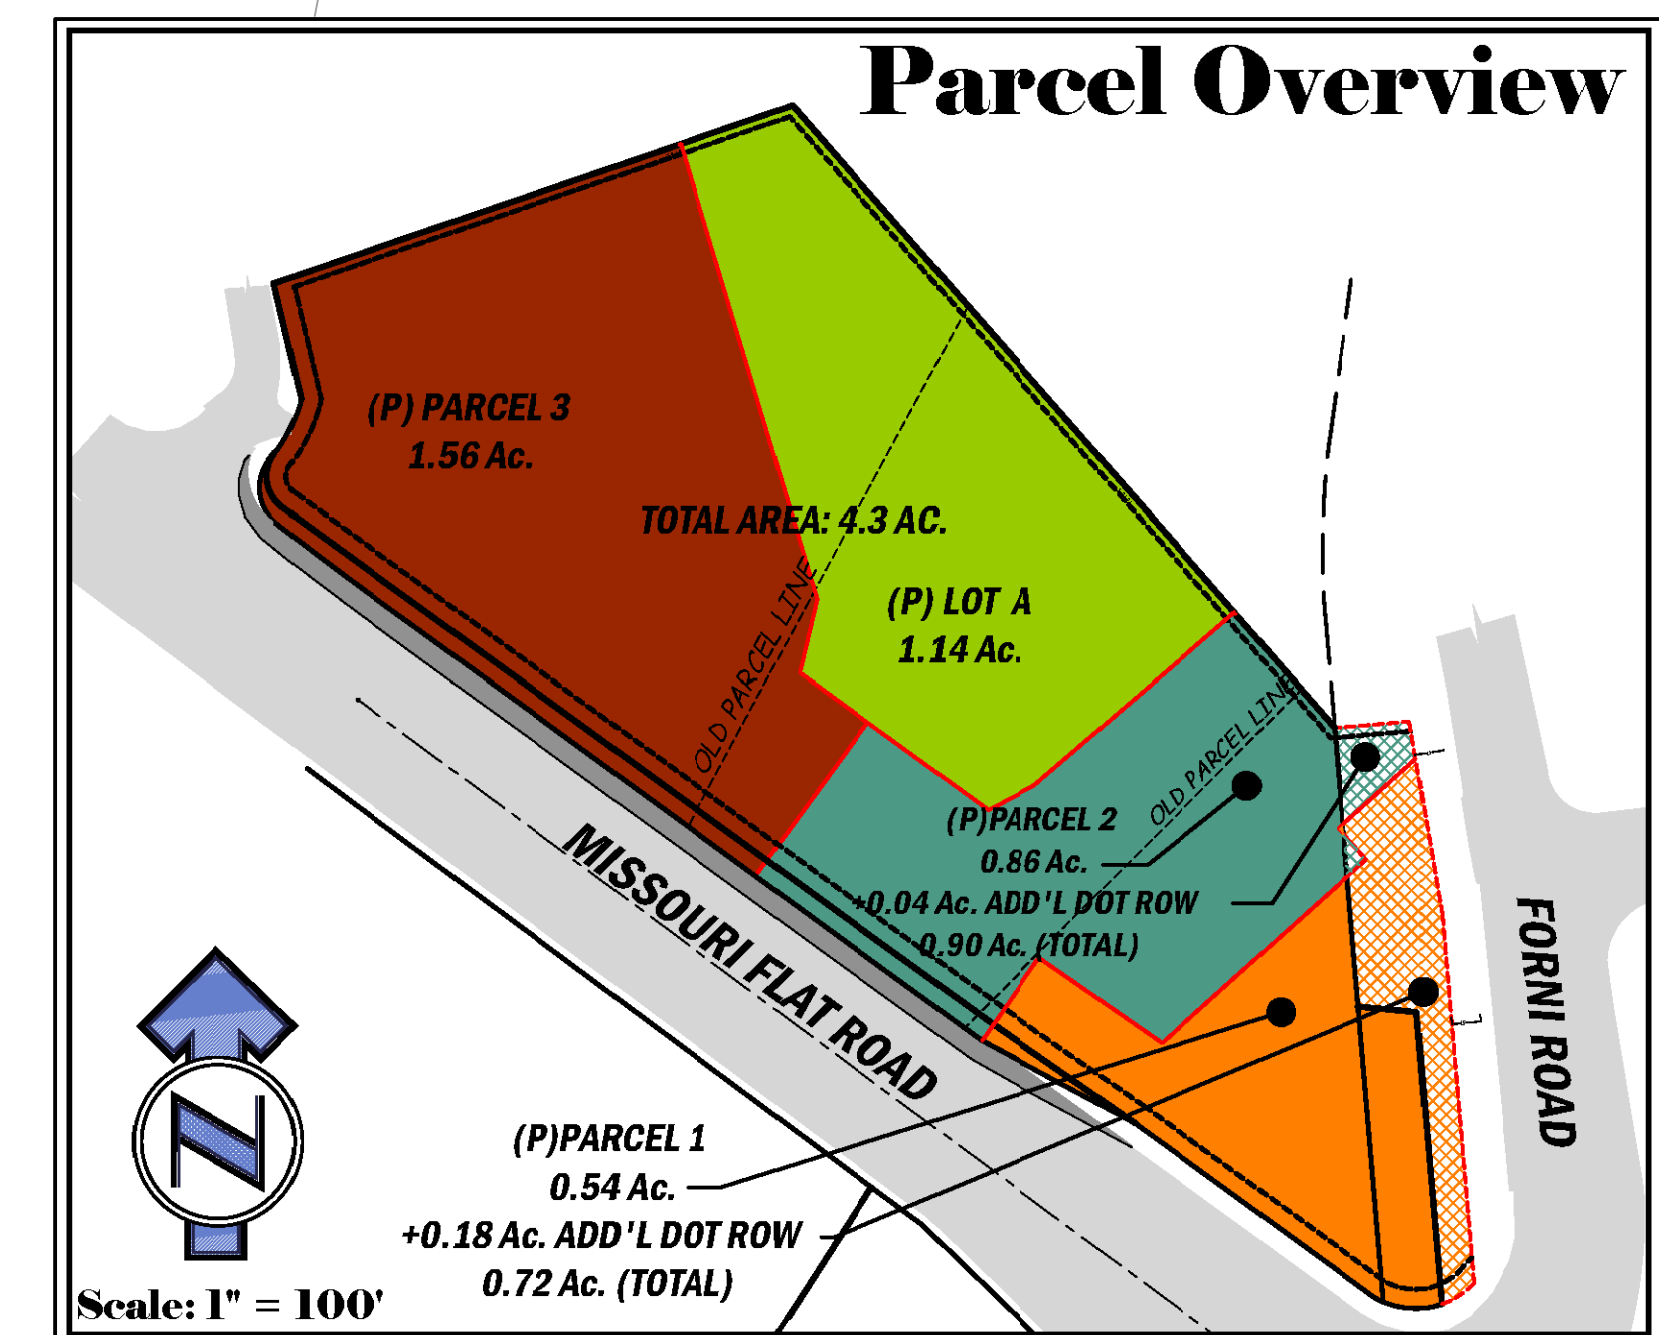 Parcel Overview
(P) PARCEL 3
1.56 Ac.
TOTAL AREA: 4.3 AC.
(P) LOT A
1.14 Ac.
OLD PARCEL LINE
OLD PARCEL LINE
(P)PARCEL 2
0.86 Ac.
+0.04 Ac. ADD'L DOT ROW
0.90 Ac. (TOTAL)
MISSOURI FLAT ROAD
FORNI ROAD
(P)PARCEL 1
0.54 Ac.
+0.18 Ac. ADD'L DOT ROW
0.72 Ac. (TOTAL)
N
Scale: 1" = 100'